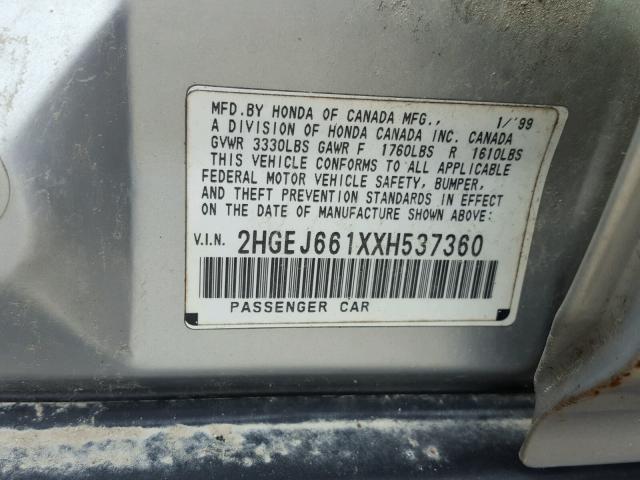 MFD. BY HONDA OF CANADA MFG., 1/'99
A DIVISION OF HONDA CANADA INC. CANADA
GVWR 3330LBS GAWR F 1760LBS R 1610LBS
THIS VEHICLE CONFORMS TO ALL APPLICABLE
FEDERAL MOTOR VEHICLE SAFETY, BUMPER,
AND THEFT PREVENTION STANDARDS IN EFFECT
ON THE DATE OF MANUFACTURE SHOWN ABOVE:
V.I.N. 2HGEJ661XXH537360
PASSENGER CAR